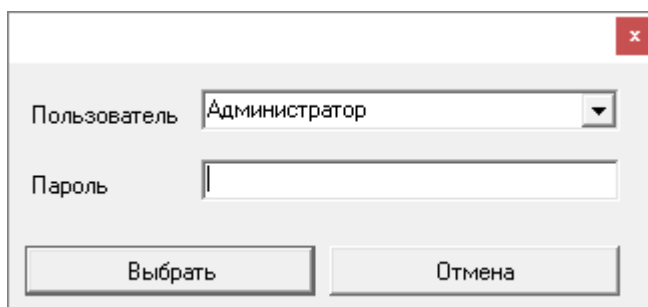 x
Пользователь Администратор
Пароль
Выбрать Отмена